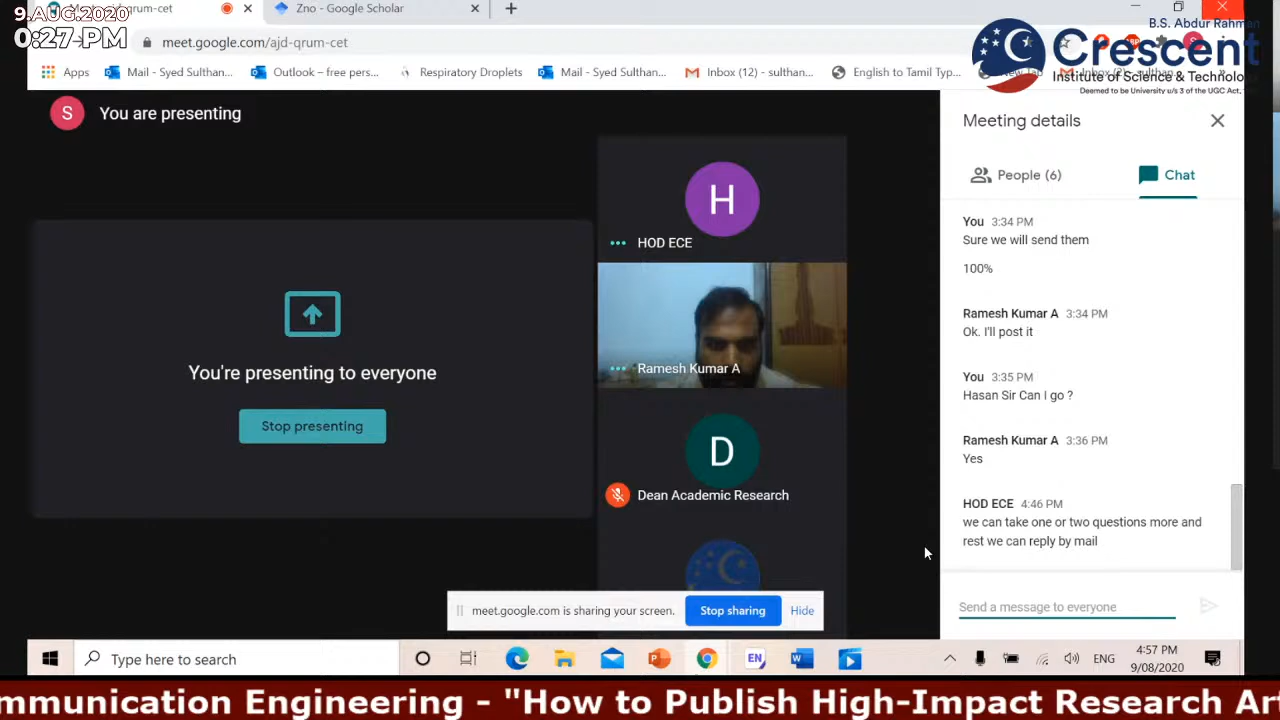 9.AUG.2020
0:27 PM
rum-cet
Zno - Google Scholar
meet.google.com/ajd-qrum-cet
B.S. Abdur Rahman
Crescent
Institute of Science & Technology
Deemed to be University u/s 3 of the UGC Act,
Apps
Mail - Syed Sulthan...
Outlook – free pers...
Respiratory Droplets
Mail - Syed Sulthan...
Inbox (12) - sulthan...
English to Tamil Typ...
S
You are presenting
You're presenting to everyone
Stop presenting
H
HOD ECE
Ramesh Kumar A
D
Dean Academic Research
Meeting details
People (6)
Chat
You 3:34 PM
Sure we will send them
100%
Ramesh Kumar A 3:34 PM
Ok. I'll post it
You 3:35 PM
Hasan Sir Can I go ?
Ramesh Kumar A 3:36 PM
Yes
HOD ECE 4:46 PM
we can take one or two questions more and
rest we can reply by mail
Send a message to everyone
meet.google.com is sharing your screen.
Stop sharing
Hide
Type here to search
EN
ENG
4:57 PM
9/08/2020
mmunication Engineering - "How to Publish High-Impact Research Ar